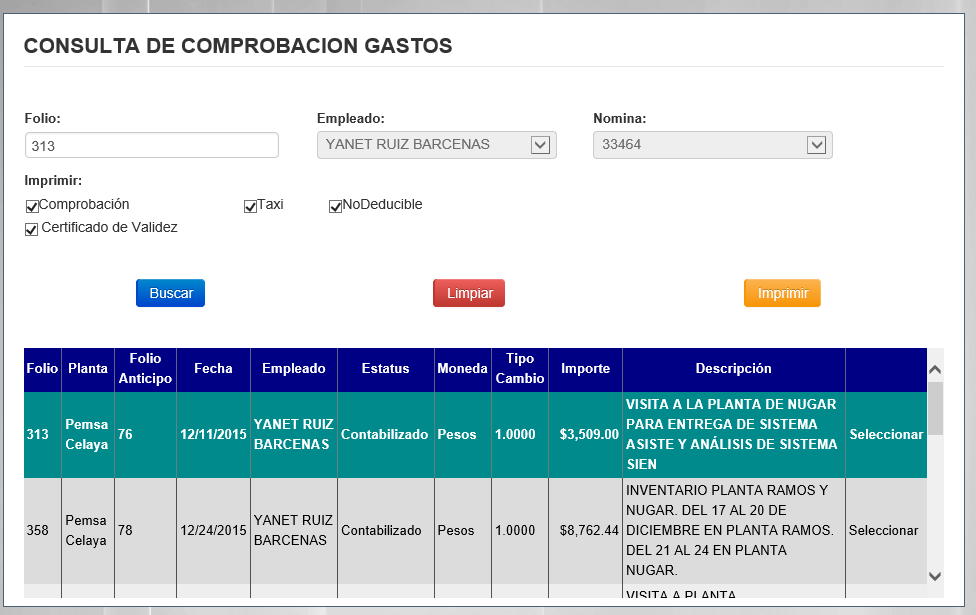 CONSULTA DE COMPROBACION GASTOS
Folio: Empleado: Nomina:
313 YANET RUIZ BARCENAS 33464
Imprimir:
Comprobación Taxi NoDeducible
Certificado de Validez
Buscar Limpiar Imprimir
Folio Planta Folio Anticipo Fecha Empleado Estatus Moneda Tipo Cambio Importe Descripción
313 Pemsa Celaya 76 12/11/2015 YANET RUIZ BARCENAS Contabilizado Pesos 1.0000 $3,509.00 VISITA A LA PLANTA DE NUGAR PARA ENTREGA DE SISTEMA ASISTE Y ANÁLISIS DE SISTEMA SIEN Seleccionar
358 Pemsa Celaya 78 12/24/2015 YANET RUIZ BARCENAS Contabilizado Pesos 1.0000 $8,762.44 INVENTARIO PLANTA RAMOS Y NUGAR. DEL 17 AL 20 DE DICIEMBRE EN PLANTA RAMOS. DEL 21 AL 24 EN PLANTA NUGAR. Seleccionar
VISITA A PLANTA